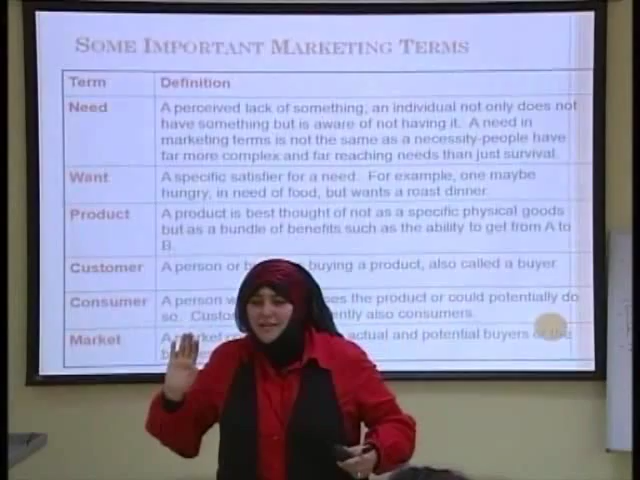 SOME IMPORTANT MARKETING TERMS
Term Definition
Need A perceived lack of something, an individual not only does not
have something but is aware of not having it. A need in
marketing terms is not the same as a necessity-people have
far more complex and far reaching needs than just survival.
Want A specific satisfier for a need. For example, one maybe
hungry, in need of food, but wants a roast dinner.
Product A product is best thought of not as a specific physical goods
but as a bundle of benefits such as the ability to get from A to
B.
Customer A person or buying a product, also called a buyer.
Consumer A person the product or could potentially do
so. also consumers.
Market A actual and potential buyers of the